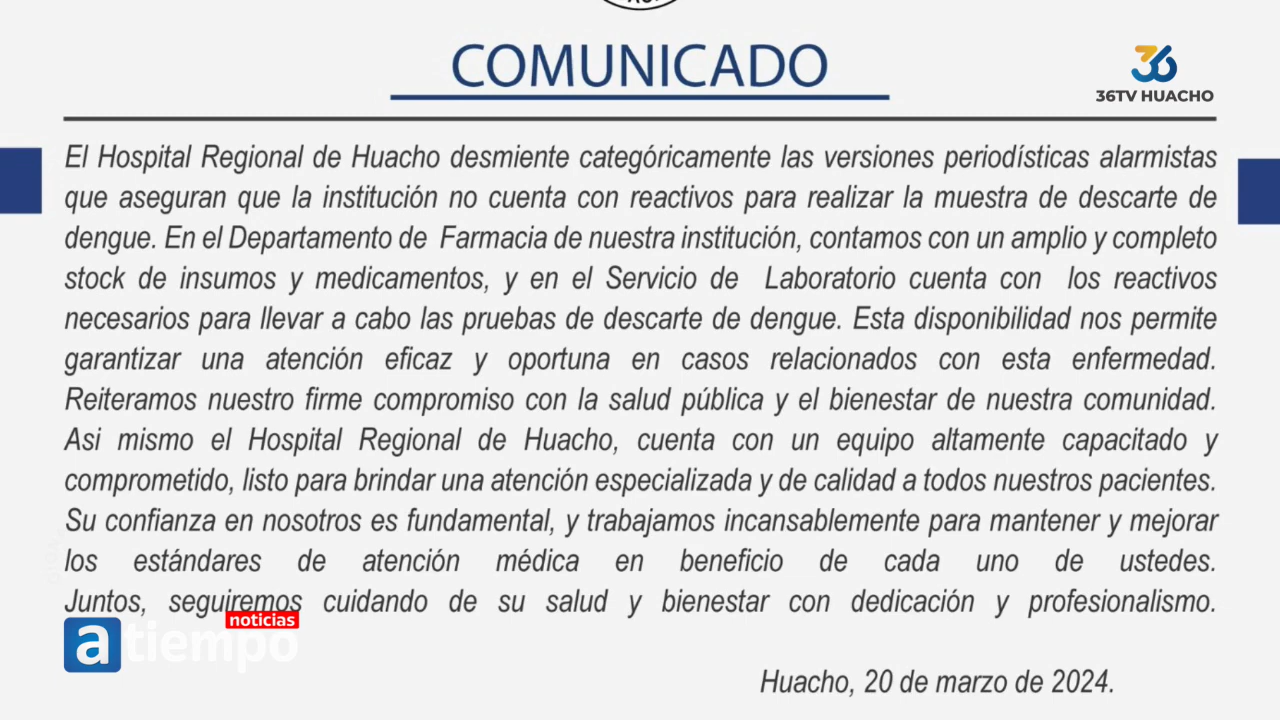 COMUNICADO
36
36TV HUACHO
El Hospital Regional de Huacho desmiente categóricamente las versiones periodísticas alarmistas
que aseguran que la institución no cuenta con reactivos para realizar la muestra de descarte de
dengue. En el Departamento de Farmacia de nuestra institución, contamos con un amplio y completo
stock de insumos y medicamentos, y en el Servicio de Laboratorio cuenta con los reactivos
necesarios para llevar a cabo las pruebas de descarte de dengue. Esta disponibilidad nos permite
garantizar una atención eficaz y oportuna en casos relacionados con esta enfermedad.
Reiteramos nuestro firme compromiso con la salud pública y el bienestar de nuestra comunidad.
Asi mismo el Hospital Regional de Huacho, cuenta con un equipo altamente capacitado y
comprometido, listo para brindar una atención especializada y de calidad a todos nuestros pacientes.
Su confianza en nosotros es fundamental, y trabajamos incansablemente para mantener y mejorar
los estándares de atención médica en beneficio de cada uno de ustedes.
Juntos, seguiremos cuidando de su salud y bienestar con dedicación y profesionalismo.
noticias
a tiempo
Huacho, 20 de marzo de 2024.